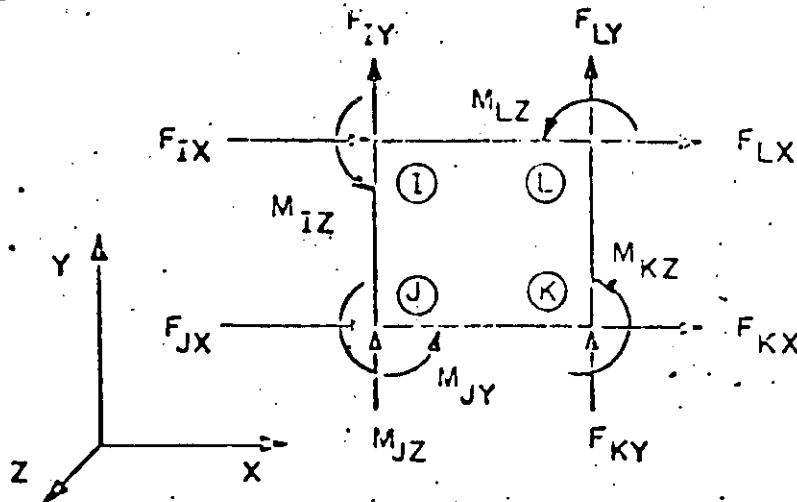 F_IY F_LY
M_LZ
F_IX F_LX
I L
M_IZ
Y M_KZ
J K
F_JX F_KX
M_JY
M_JZ F_KY
Z X